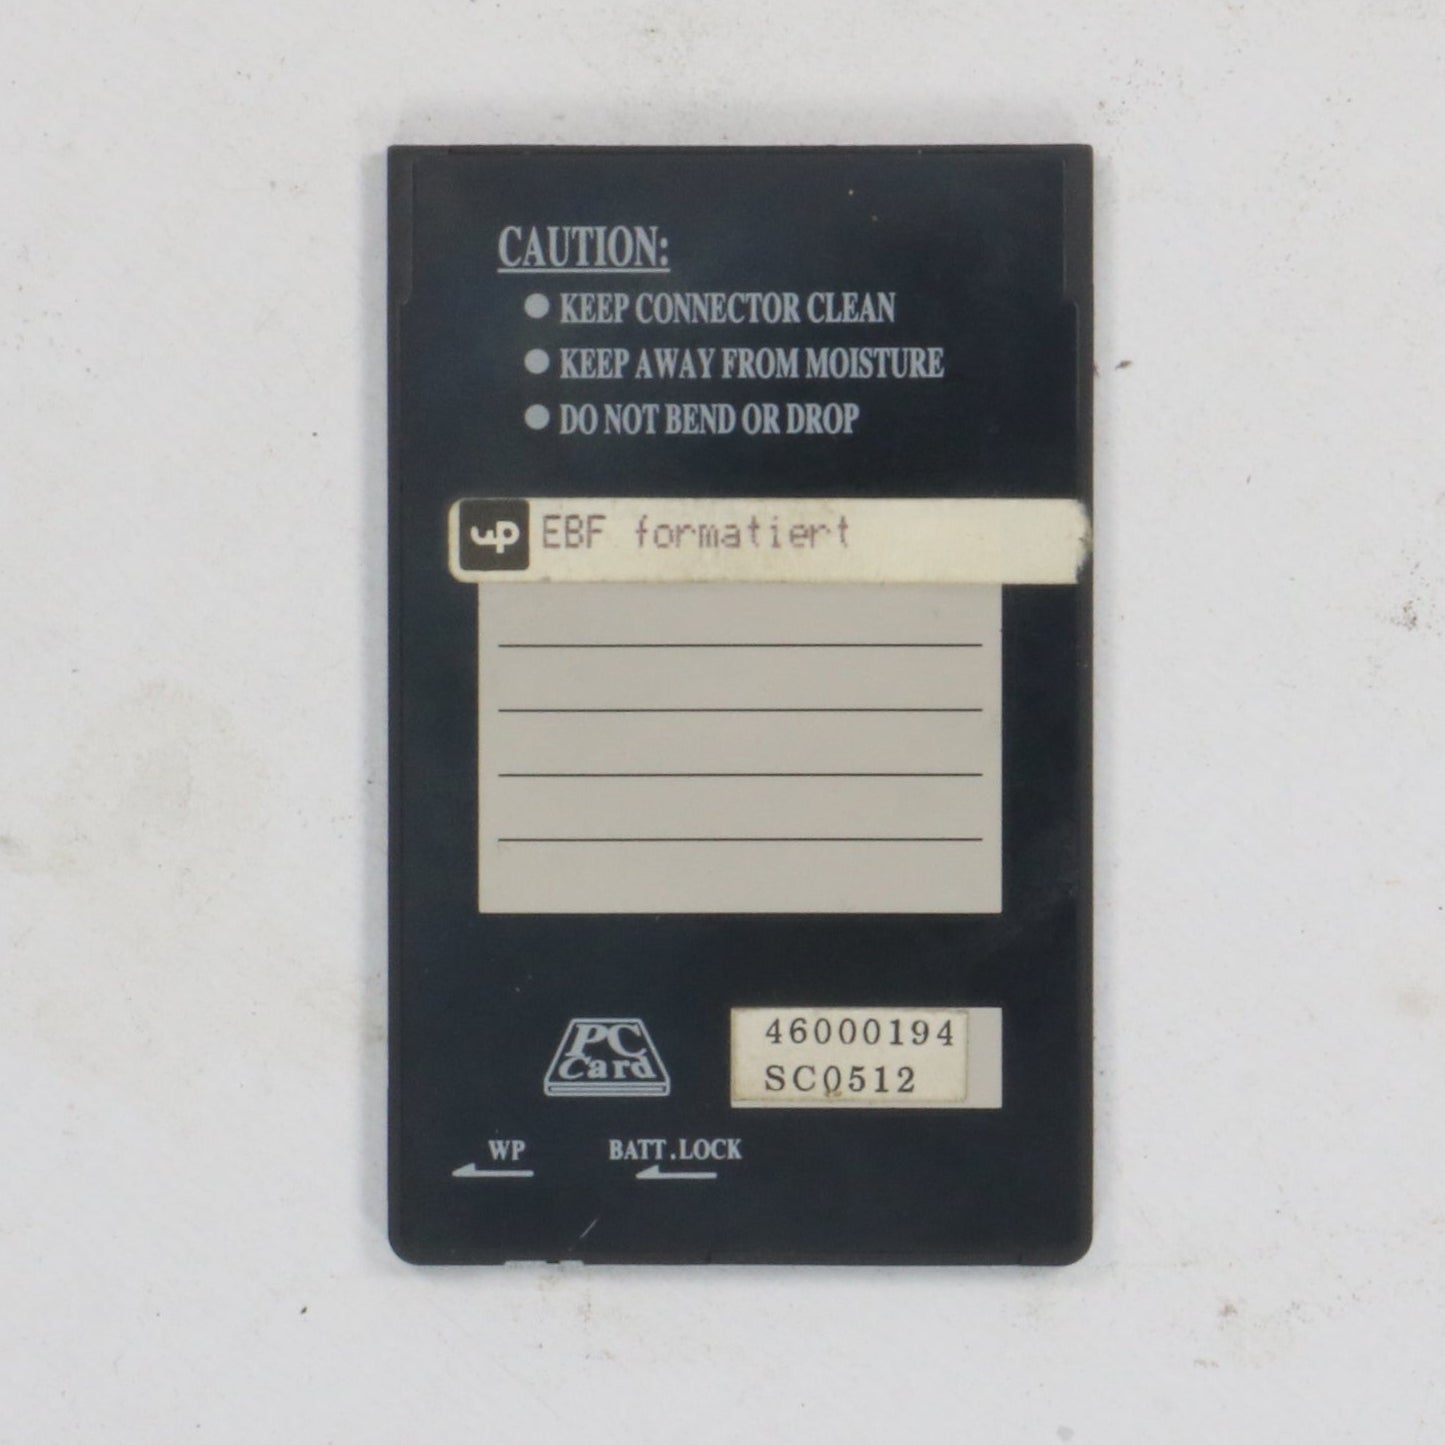 CAUTION:
● KEEP CONNECTOR CLEAN
● KEEP AWAY FROM MOISTURE
● DO NOT BEND OR DROP
EBF formatiert
PC
Card
46000194
SC0512
WP
BATT.LOCK